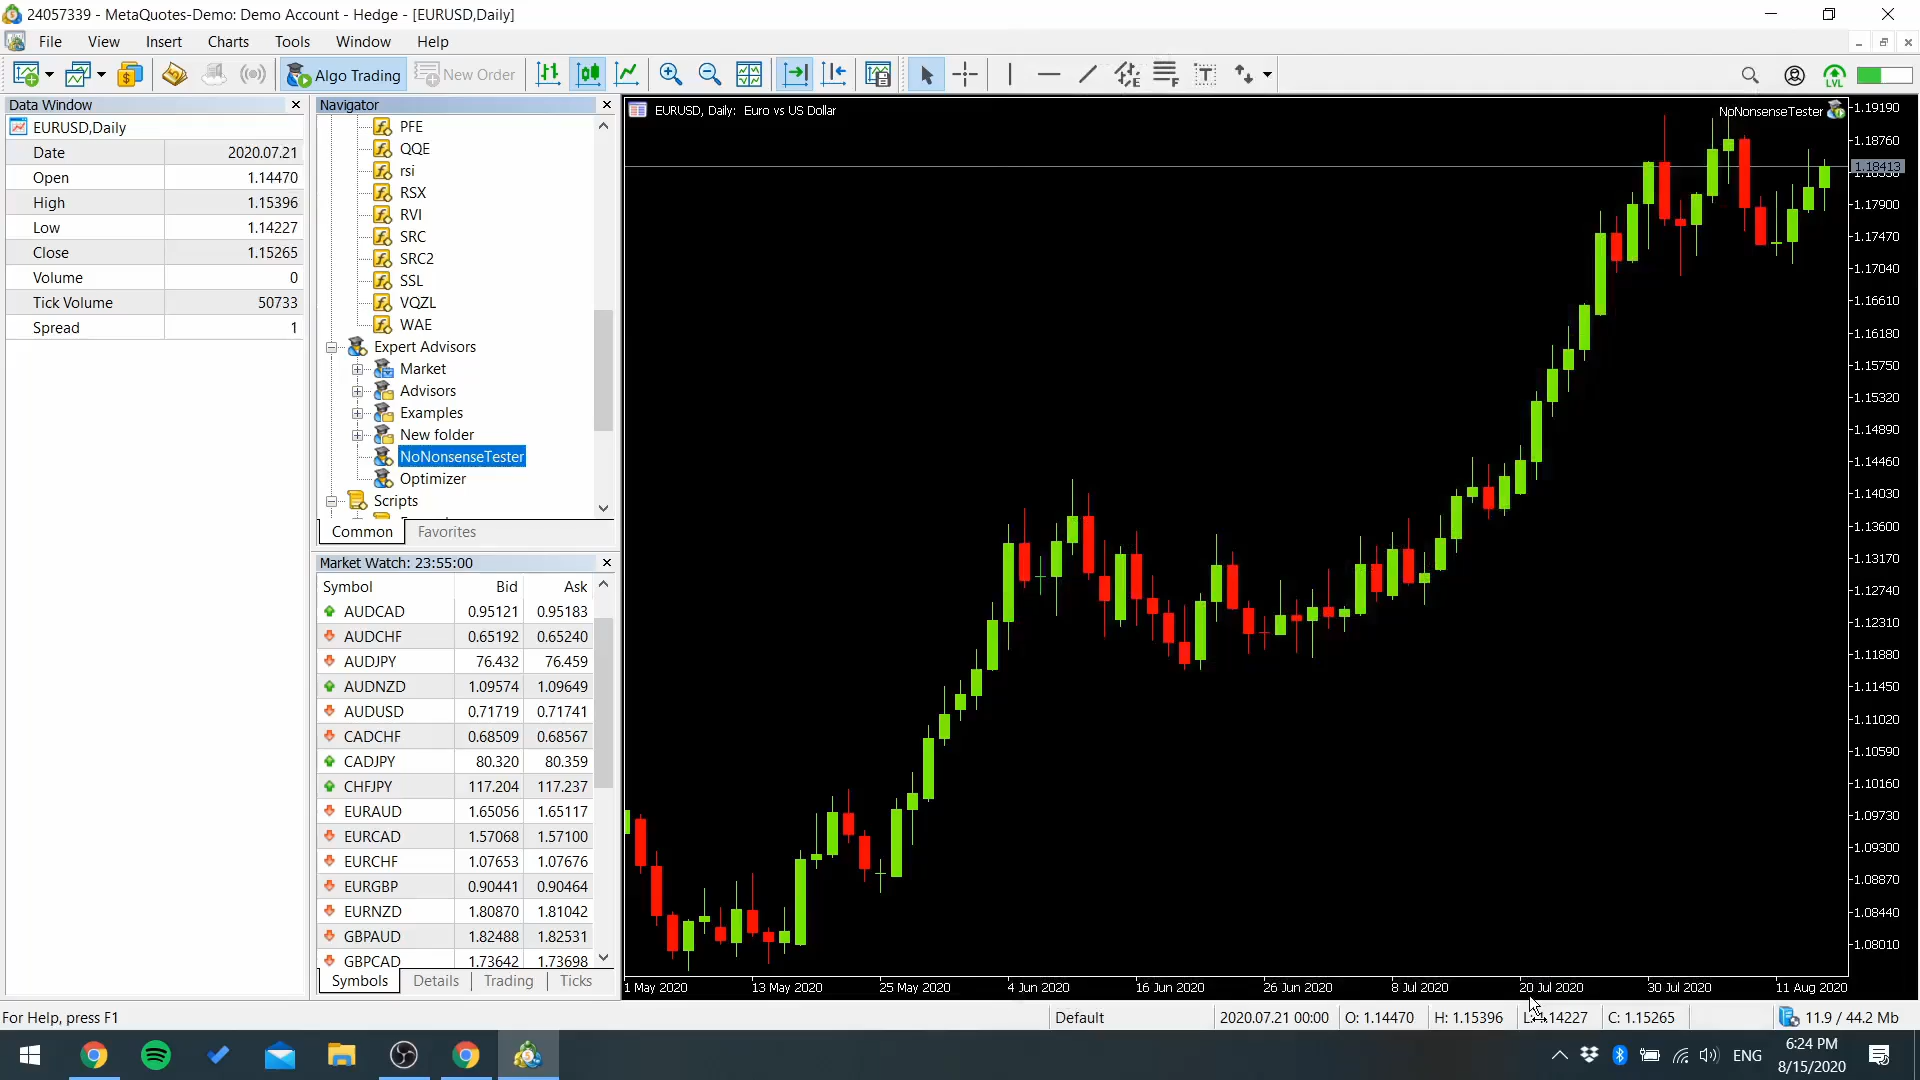 24057339 - MetaQuotes-Demo: Demo Account - Hedge - [EURUSD,Daily]
File View Insert Charts Tools Window Help
Algo Trading New Order
LVL
Data Window
EURUSD,Daily
Date 2020.07.21
Open 1.14470
High 1.15396
Low 1.14227
Close 1.15265
Volume 0
Tick Volume 50733
Spread 1
Navigator
PFE
QQE
rsi
RSX
RVI
SRC
SRC2
SSL
VQZL
WAE
Expert Advisors
Market
Advisors
Examples
New folder
NoNonsenseTester
Optimizer
Scripts
Common Favorites
Market Watch: 23:55:00
Symbol Bid Ask
AUDCAD 0.95121 0.95183
AUDCHF 0.65192 0.65240
AUDJPY 76.432 76.459
AUDNZD 1.09574 1.09649
AUDUSD 0.71719 0.71741
CADCHF 0.68509 0.68567
CADJPY 80.320 80.359
CHFJPY 117.204 117.237
EURAUD 1.65056 1.65117
EURCAD 1.57068 1.57100
EURCHF 1.07653 1.07676
EURGBP 0.90441 0.90464
EURNZD 1.80870 1.81042
GBPAUD 1.82488 1.82531
GBPCAD 1.73642 1.73698
Symbols Details Trading Ticks
EURUSD, Daily: Euro vs US Dollar
NoNonsenseTester
1.19190
1.18760
1.18413
1.17900
1.17470
1.17040
1.16610
1.16180
1.15750
1.15320
1.14890
1.14460
1.14030
1.13600
1.13170
1.12740
1.12310
1.11880
1.11450
1.11020
1.10590
1.10160
1.09730
1.09300
1.08870
1.08440
1.08010
1 May 2020 13 May 2020 25 May 2020 4 Jun 2020 16 Jun 2020 26 Jun 2020 8 Jul 2020 20 Jul 2020 30 Jul 2020 11 Aug 2020
For Help, press F1
Default
2020.07.21 00:00 O: 1.14470 H: 1.15396 L: 1.14227 C: 1.15265
11.9 / 44.2 Mb
ENG
6:24 PM
8/15/2020